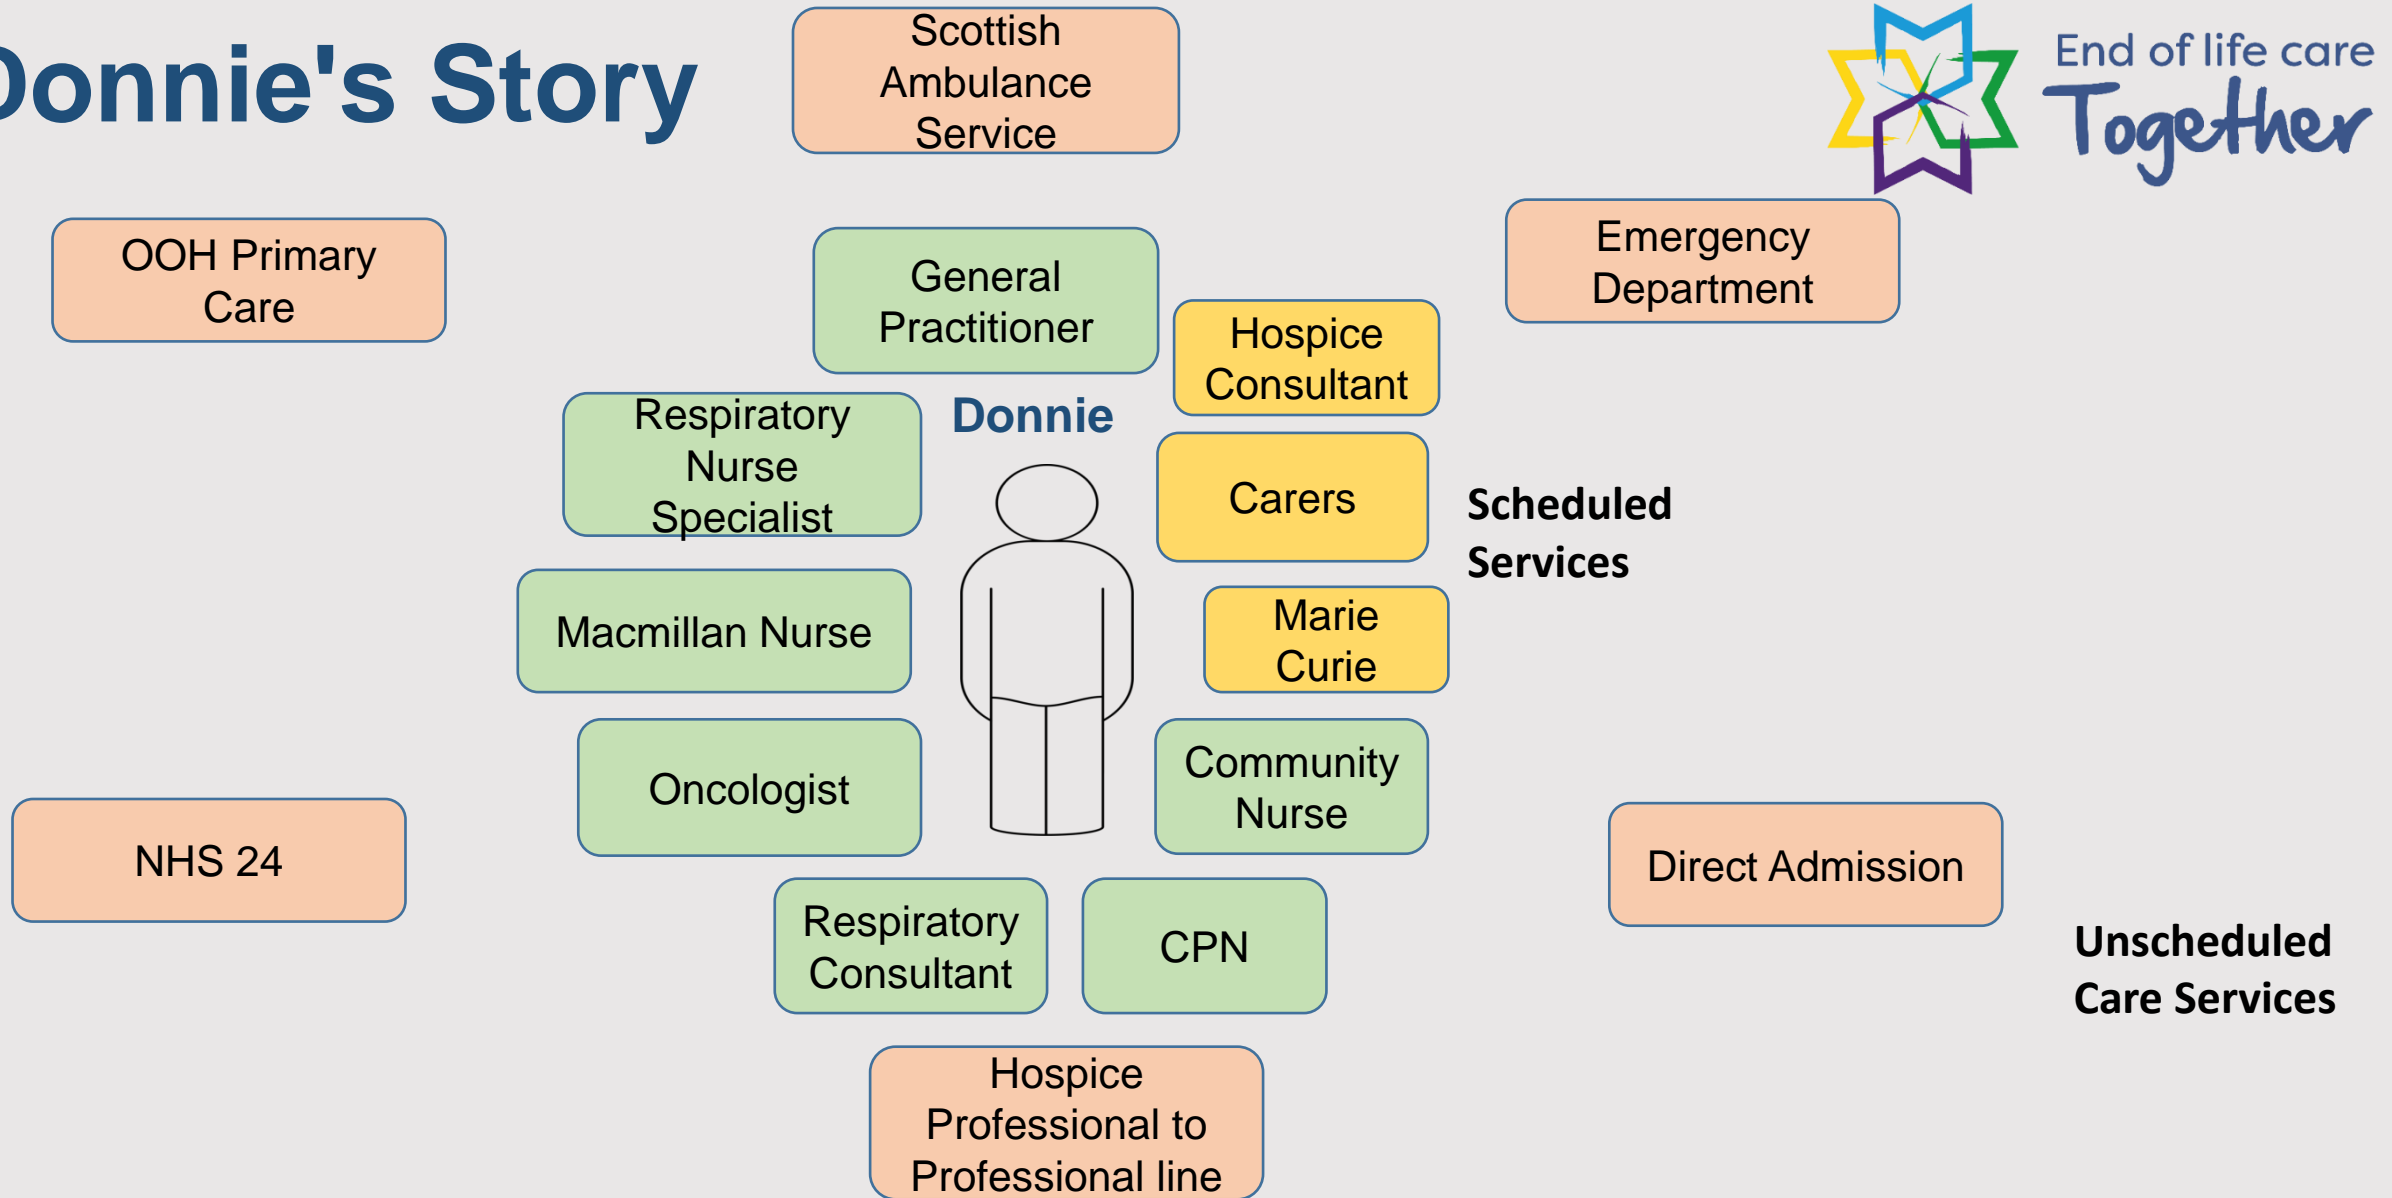 Donnie's Story
Scottish
Ambulance
Service
End of life care
Together
OOH Primary
Care
General
Practitioner
Emergency
Department
Hospice
Consultant
Respiratory
Nurse
Specialist
Donnie
Carers
Scheduled
Services
Macmillan Nurse
Marie
Curie
Oncologist
Community
Nurse
NHS 24
Direct Admission
Respiratory
Consultant
CPN
Unscheduled
Care Services
Hospice
Professional to
Professional line